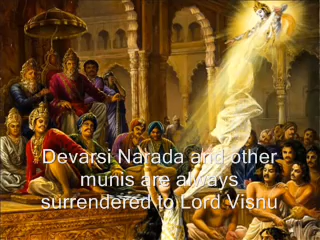 Devarsi Narada and other
munis are always
surrendered to Lord Visnu